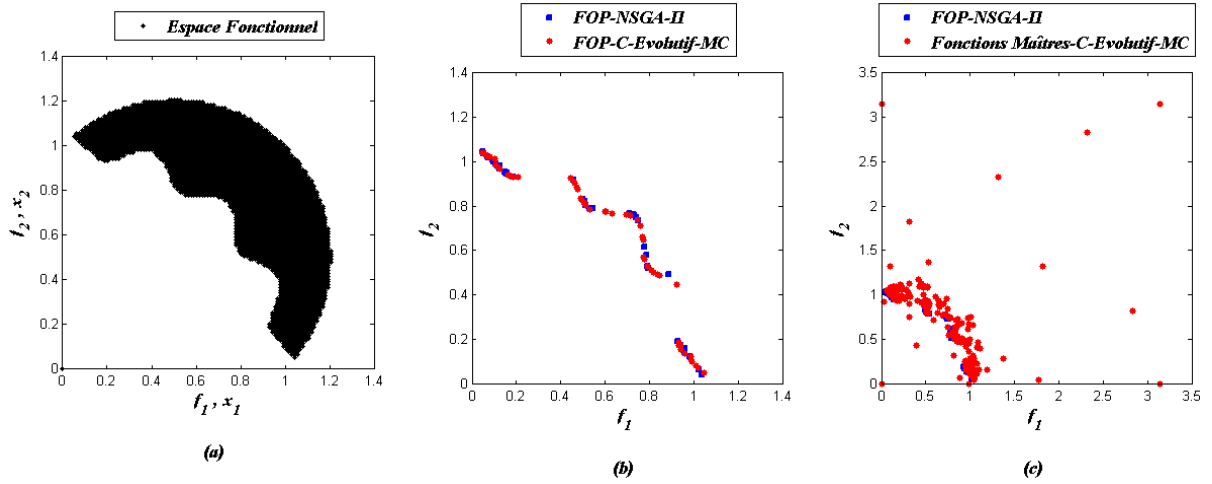 Espace Fonctionnel
1.4
1.2
1
0.8
0.6
0.4
0.2
0
0 0.2 0.4 0.6 0.8 1 1.2 1.4
f2 , x2
f1 , x1
(a)
FOP-NSGA-II
FOP-C-Evolutif-MC
1.4
1.2
1
0.8
0.6
0.4
0.2
0
0 0.2 0.4 0.6 0.8 1 1.2 1.4
f2
f1
(b)
FOP-NSGA-II
Fonctions Maîtres-C-Evolutif-MC
3.5
3
2.5
2
1.5
1
0.5
0
0 0.5 1 1.5 2 2.5 3 3.5
f2
f1
(c)